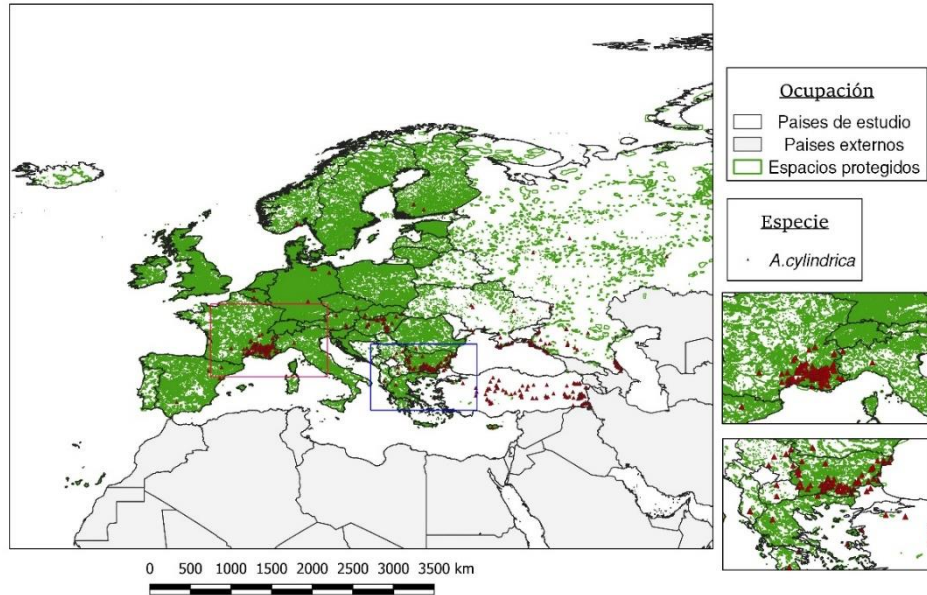 Ocupación
Paises de estudio
Paises externos
Espacios protegidos
Especie
A.cylindrica
0 500 1000 1500 2000 2500 3000 3500 km